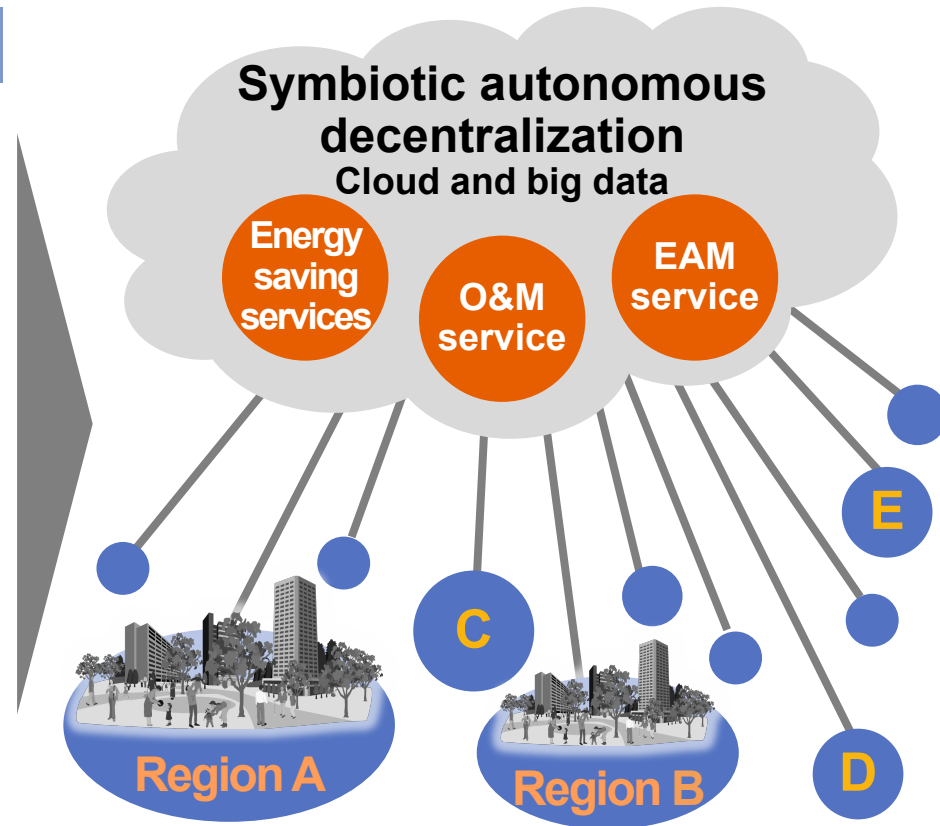 Symbiotic autonomous
decentralization
Cloud and big data
Energy
saving
services
O&M
service
EAM
service
E
C
D
Region A
Region B